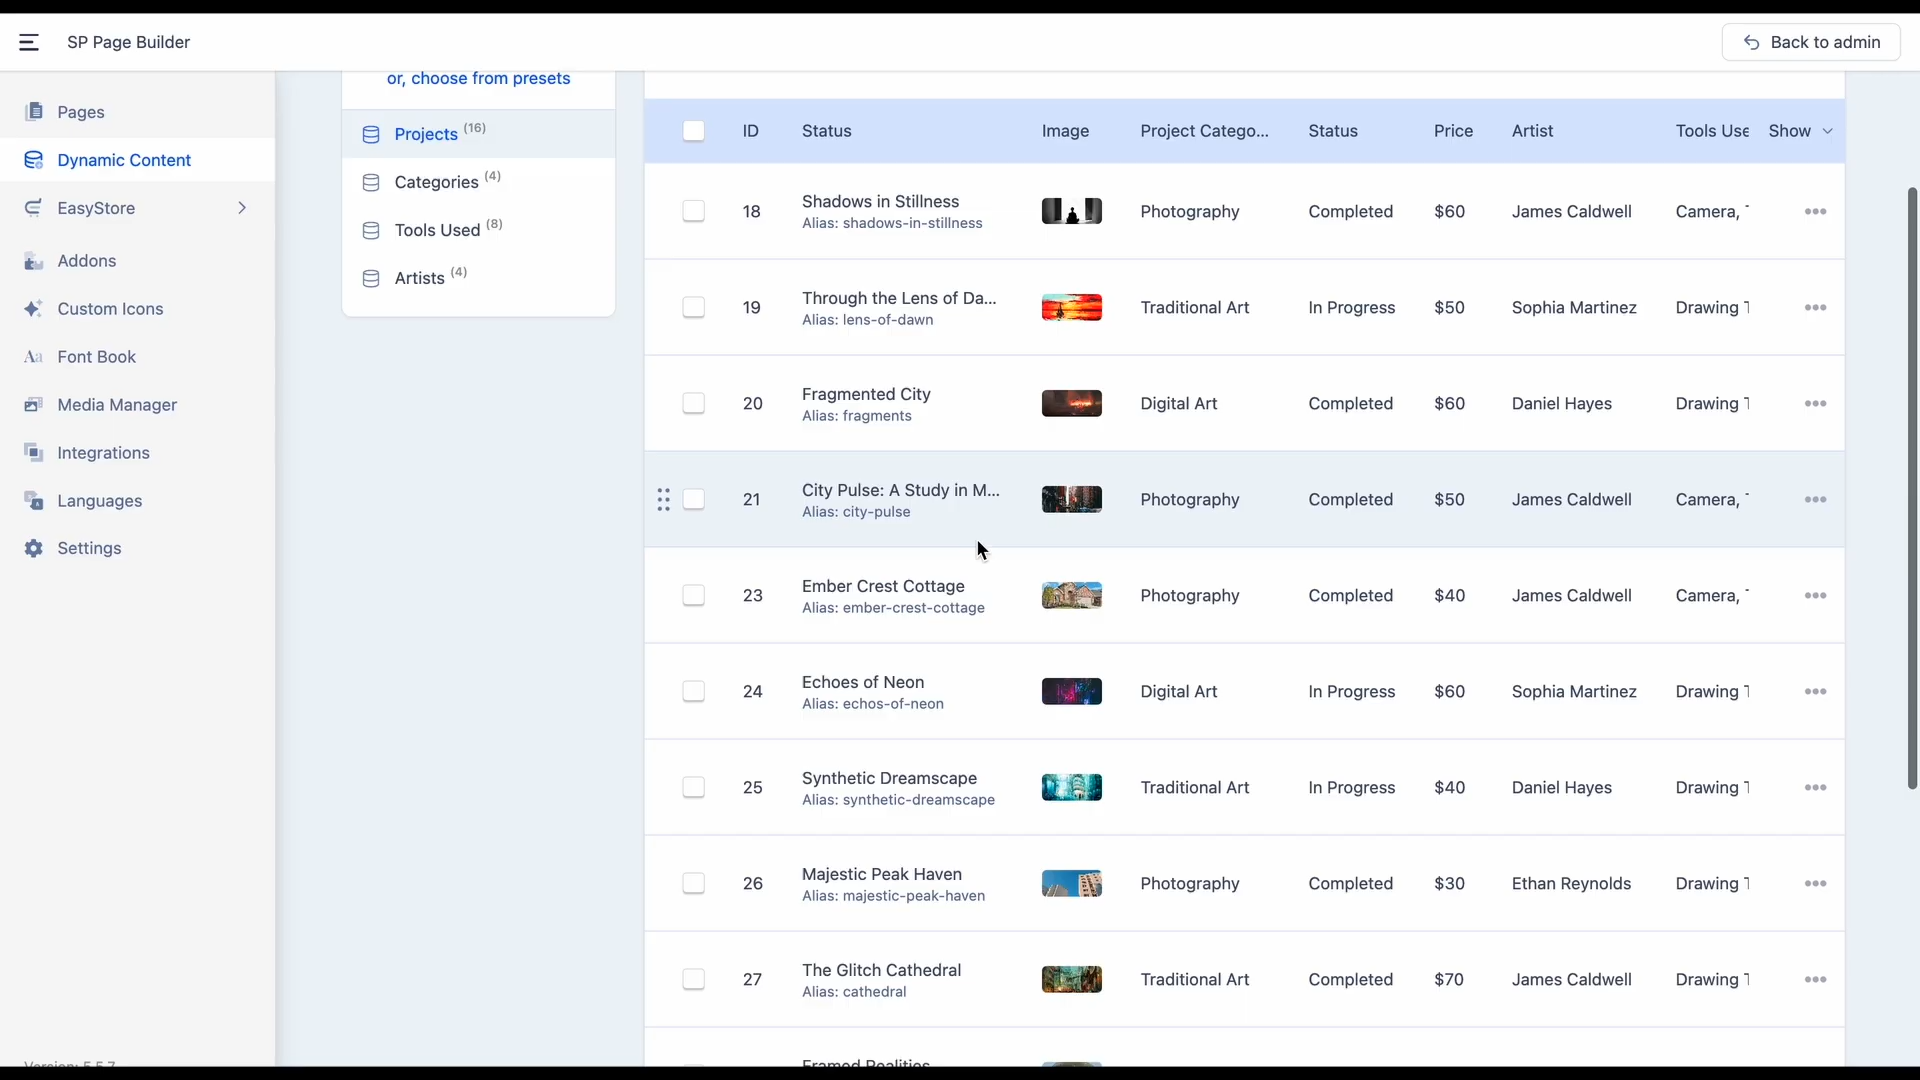 SP Page Builder
Back to admin
Pages
Dynamic Content
EasyStore
Addons
Custom Icons
Font Book
Media Manager
Integrations
Languages
Settings
or, choose from presets
Projects (16)
Categories (4)
Tools Used (8)
Artists (4)
ID Status Image Project Catego... Status Price Artist Tools Use Show
18 Shadows in Stillness Photography Completed $60 James Caldwell Camera,
Alias: shadows-in-stillness
19 Through the Lens of Da... Traditional Art In Progress $50 Sophia Martinez Drawing
Alias: lens-of-dawn
20 Fragmented City Digital Art Completed $60 Daniel Hayes Drawing
Alias: fragments
21 City Pulse: A Study in M... Photography Completed $50 James Caldwell Camera,
Alias: city-pulse
23 Ember Crest Cottage Photography Completed $40 James Caldwell Camera,
Alias: ember-crest-cottage
24 Echoes of Neon Digital Art In Progress $60 Sophia Martinez Drawing
Alias: echos-of-neon
25 Synthetic Dreamscape Traditional Art In Progress $40 Daniel Hayes Drawing
Alias: synthetic-dreamscape
26 Majestic Peak Haven Photography Completed $30 Ethan Reynolds Drawing
Alias: majestic-peak-haven
27 The Glitch Cathedral Traditional Art Completed $70 James Caldwell Drawing
Alias: cathedral
Framed Realities